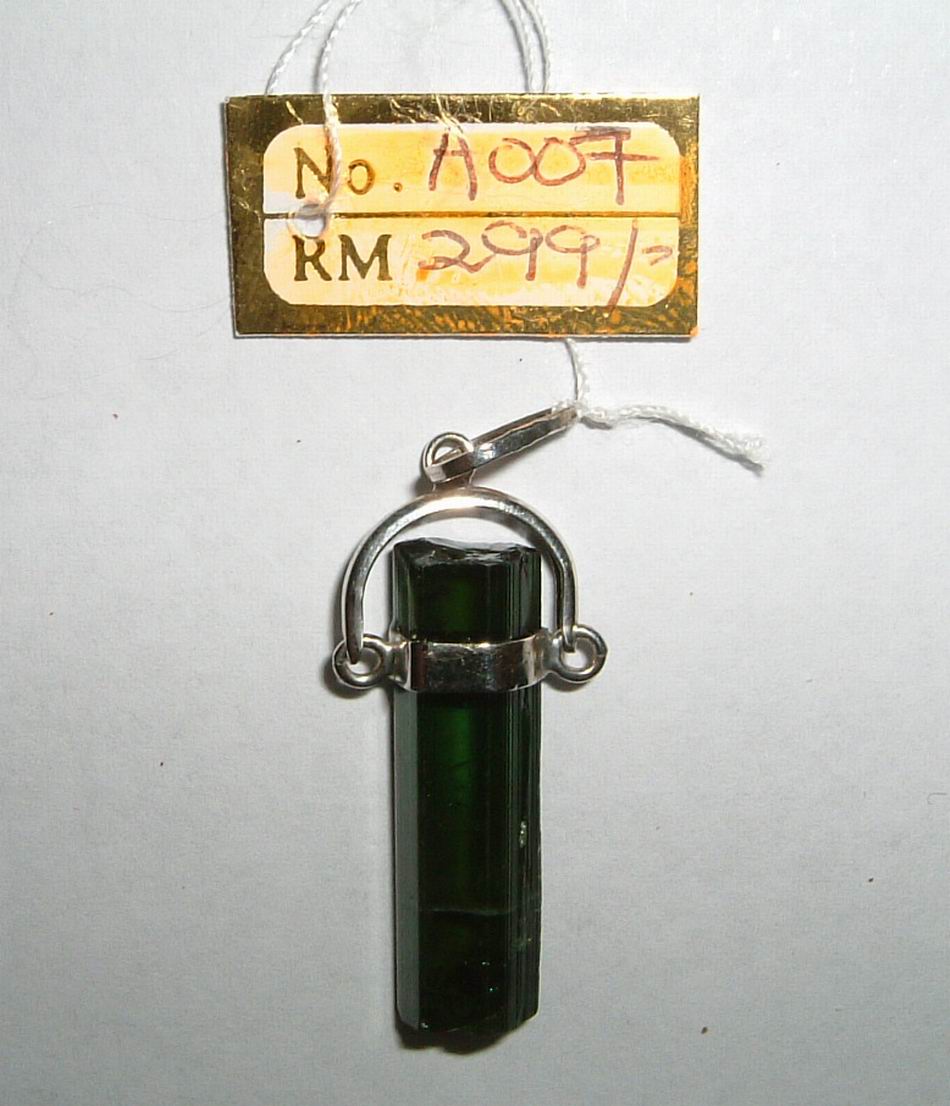 No. A007
RM 299/=